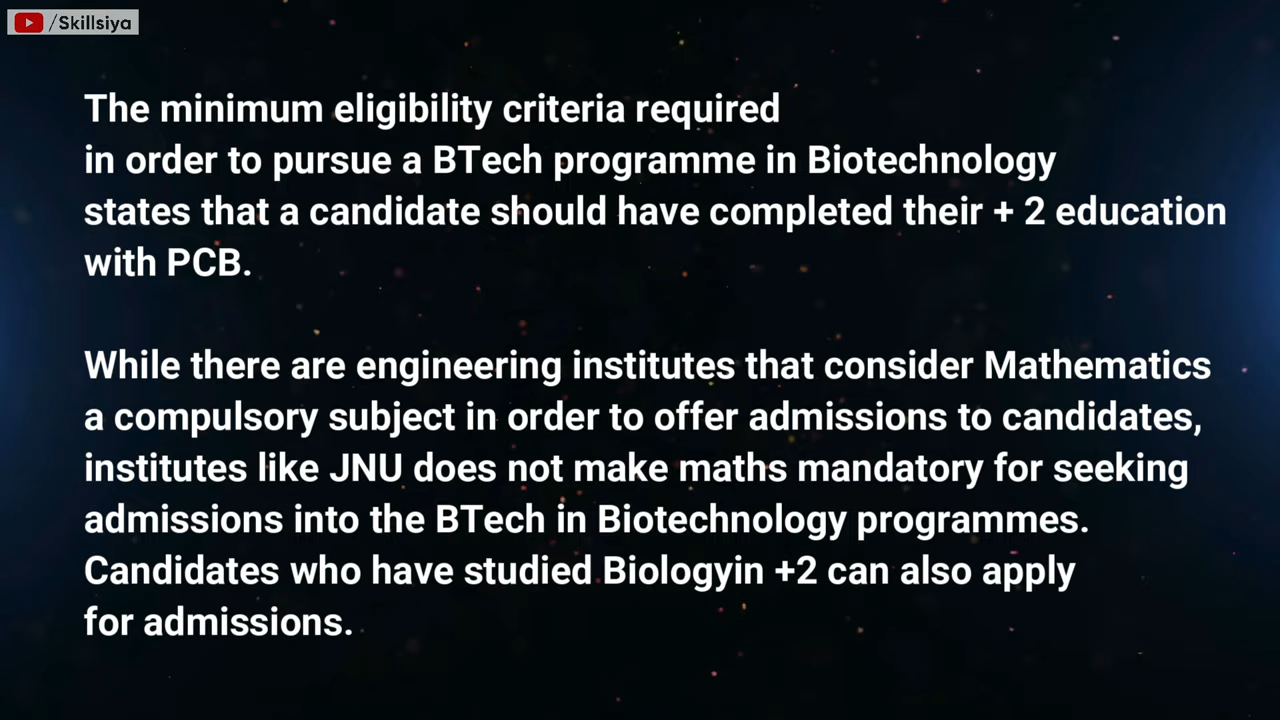 /Skillsiya
The minimum eligibility criteria required
in order to pursue a BTech programme in Biotechnology
states that a candidate should have completed their + 2 education
with PCB.
While there are engineering institutes that consider Mathematics
a compulsory subject in order to offer admissions to candidates,
institutes like JNU does not make maths mandatory for seeking
admissions into the BTech in Biotechnology programmes.
Candidates who have studied Biologyin +2 can also apply
for admissions.